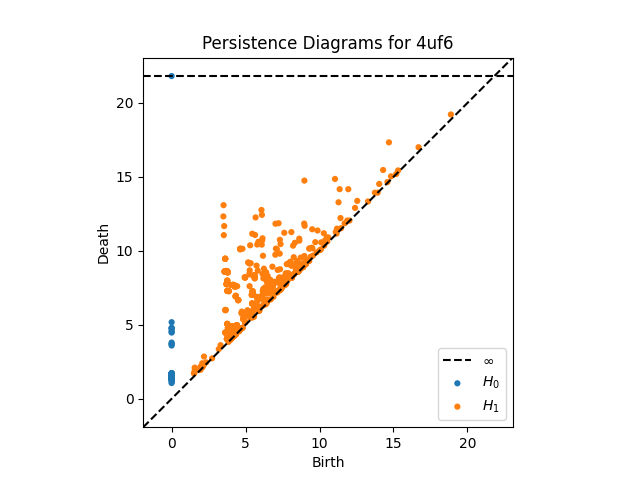 Persistence Diagrams for 4uf6
Death
20
15
10
5
0
0 5 10 15 20
Birth
∞
H₀
H₁